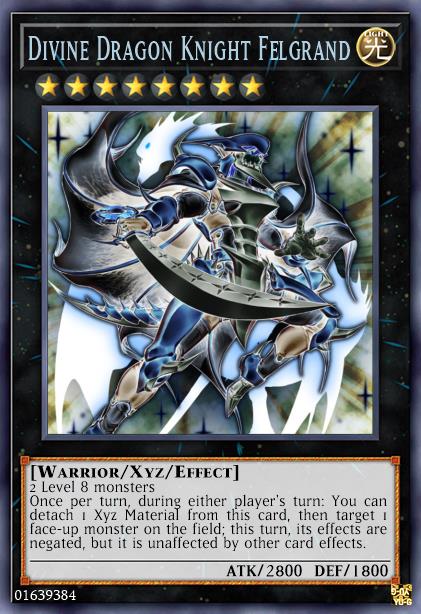 DIVINE DRAGON KNIGHT FELGRAND
LIGHT
光
[WARRIOR/XYZ/EFFECT]
2 Level 8 monsters
Once per turn, during either player's turn: You can
detach 1 Xyz Material from this card, then target 1
face-up monster on the field; this turn, its effects are
negated, but it is unaffected by other card effects.
ATK/2800 DEF/1800
01639384